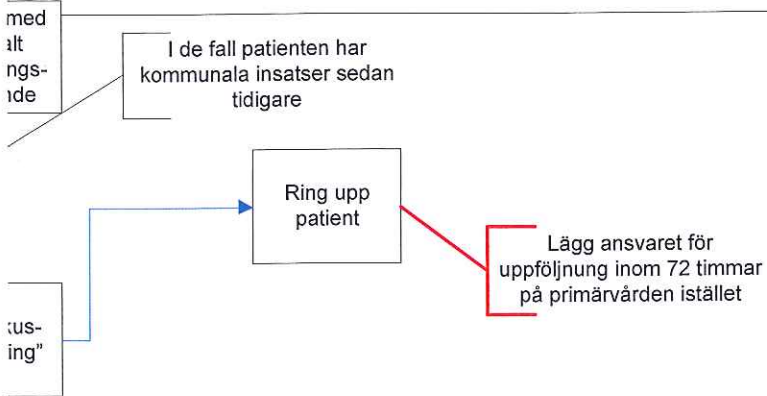 med
alt
ngs-
nde
I de fall patienten har
kommunala insatser sedan
tidigare
Ring upp
patient
Lägg ansvaret för
uppföljnung inom 72 timmar
på primärvården istället
kus-
ing”